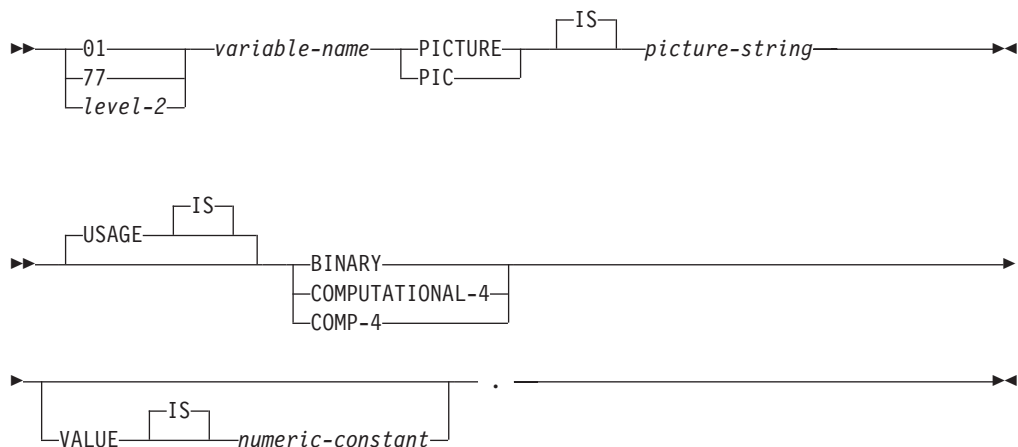 IS
01 variable-name PICTURE picture-string
77 PIC
level-2
IS
USAGE
BINARY
COMPUTATIONAL-4
COMP-4
.
IS
VALUE numeric-constant